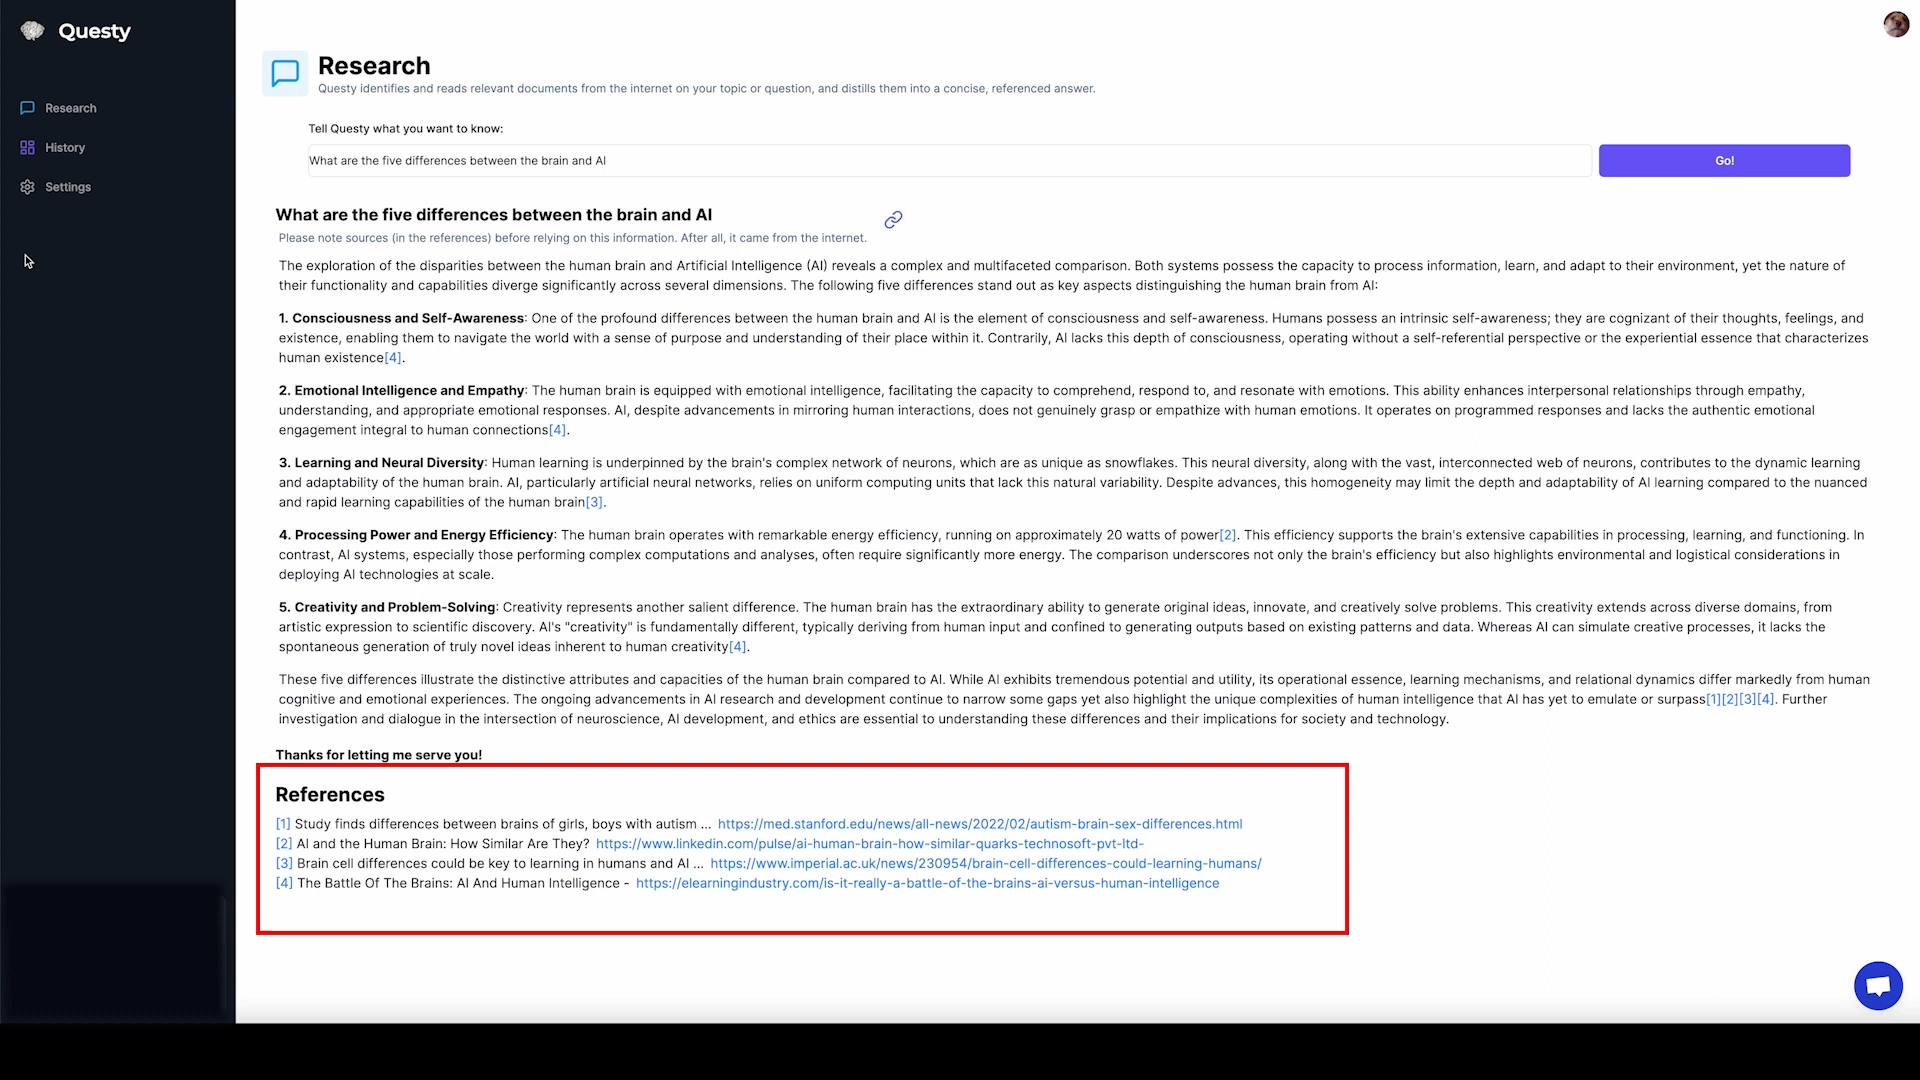 Questy
Research
History
Settings
Research
Questy identifies and reads relevant documents from the internet on your topic or question, and distills them into a concise, referenced answer.
Tell Questy what you want to know:
What are the five differences between the brain and AI
Go!
What are the five differences between the brain and AI
Please note sources (in the references) before relying on this information. After all, it came from the internet.
The exploration of the disparities between the human brain and Artificial Intelligence (AI) reveals a complex and multifaceted comparison. Both systems possess the capacity to process information, learn, and adapt to their environment, yet the nature of
their functionality and capabilities diverge significantly across several dimensions. The following five differences stand out as key aspects distinguishing the human brain from AI:
1. Consciousness and Self-Awareness: One of the profound differences between the human brain and AI is the element of consciousness and self-awareness. Humans possess an intrinsic self-awareness; they are cognizant of their thoughts, feelings, and
existence, enabling them to navigate the world with a sense of purpose and understanding of their place within it. Contrarily, AI lacks this depth of consciousness, operating without a self-referential perspective or the experiential essence that characterizes
human existence[4].
2. Emotional Intelligence and Empathy: The human brain is equipped with emotional intelligence, facilitating the capacity to comprehend, respond to, and resonate with emotions. This ability enhances interpersonal relationships through empathy,
understanding, and appropriate emotional responses. AI, despite advancements in mirroring human interactions, does not genuinely grasp or empathize with human emotions. It operates on programmed responses and lacks the authentic emotional
engagement integral to human connections[4].
3. Learning and Neural Diversity: Human learning is underpinned by the brain's complex network of neurons, which are as unique as snowflakes. This neural diversity, along with the vast, interconnected web of neurons, contributes to the dynamic learning
and adaptability of the human brain. AI, particularly artificial neural networks, relies on uniform computing units that lack this natural variability. Despite advances, this homogeneity may limit the depth and adaptability of AI learning compared to the nuanced
and rapid learning capabilities of the human brain[3].
4. Processing Power and Energy Efficiency: The human brain operates with remarkable energy efficiency, running on approximately 20 watts of power[2]. This efficiency supports the brain's extensive capabilities in processing, learning, and functioning. In
contrast, AI systems, especially those performing complex computations and analyses, often require significantly more energy. The comparison underscores not only the brain's efficiency but also highlights environmental and logistical considerations in
deploying AI technologies at scale.
5. Creativity and Problem-Solving: Creativity represents another salient difference. The human brain has the extraordinary ability to generate original ideas, innovate, and creatively solve problems. This creativity extends across diverse domains, from
artistic expression to scientific discovery. AI's "creativity" is fundamentally different, typically deriving from human input and confined to generating outputs based on existing patterns and data. Whereas AI can simulate creative processes, it lacks the
spontaneous generation of truly novel ideas inherent to human creativity[4].
These five differences illustrate the distinctive attributes and capacities of the human brain compared to AI. While AI exhibits tremendous potential and utility, its operational essence, learning mechanisms, and relational dynamics differ markedly from human
cognitive and emotional experiences. The ongoing advancements in AI research and development continue to narrow some gaps yet also highlight the unique complexities of human intelligence that AI has yet to emulate or surpass[1][2][3][4]. Further
investigation and dialogue in the intersection of neuroscience, AI development, and ethics are essential to understanding these differences and their implications for society and technology.
Thanks for letting me serve you!
References
[1] Study finds differences between brains of girls, boys with autism ... https://med.stanford.edu/news/all-news/2022/02/autism-brain-sex-differences.html
[2] AI and the Human Brain: How Similar Are They? https://www.linkedin.com/pulse/ai-human-brain-how-similar-quarks-technosoft-pvt-ltd-
[3] Brain cell differences could be key to learning in humans and AI ... https://www.imperial.ac.uk/news/230954/brain-cell-differences-could-learning-humans/
[4] The Battle Of The Brains: AI And Human Intelligence - https://elearningindustry.com/is-it-really-a-battle-of-the-brains-ai-versus-human-intelligence